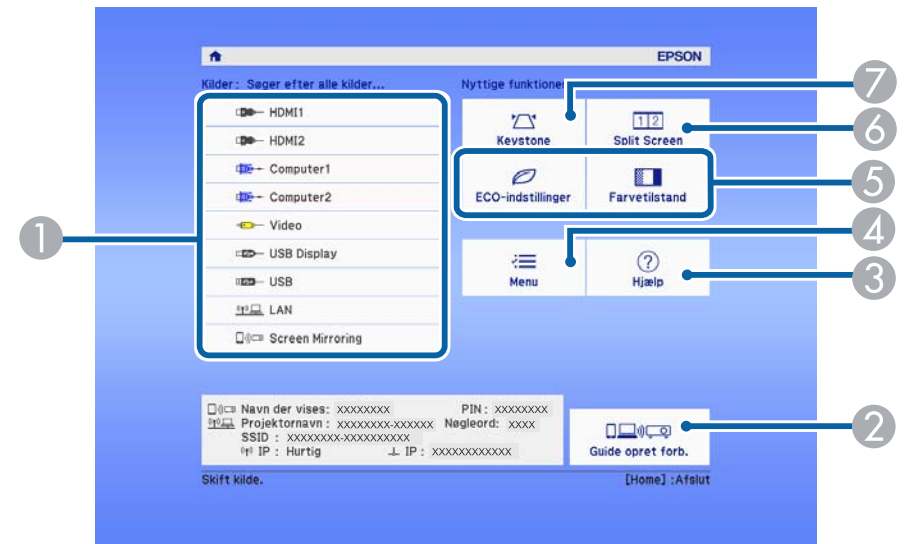 EPSON
Kilder: Søger efter alle kilder...
HDMI1
HDMI2
Computer1
Computer2
Video
USB Display
USB
LAN
Screen Mirroring
Nyttige funktione
Keystone
Split Screen
ECO-indstillinger
Farvetilstand
Menu
Hjælp
7
6
5
4
3
1
2
Navn der vises: xxxxxxxx PIN: xxxxxxxx
Projektornavn: xxxxxxxx-xxxxxx Nøgleord: xxxx
SSID : xxxxxxxx-xxxxxxxxxx
IP : Hurtig IP : xxxxxxxxxxxx
Guide opret forb.
Skift kilde. [Home] :Afslut